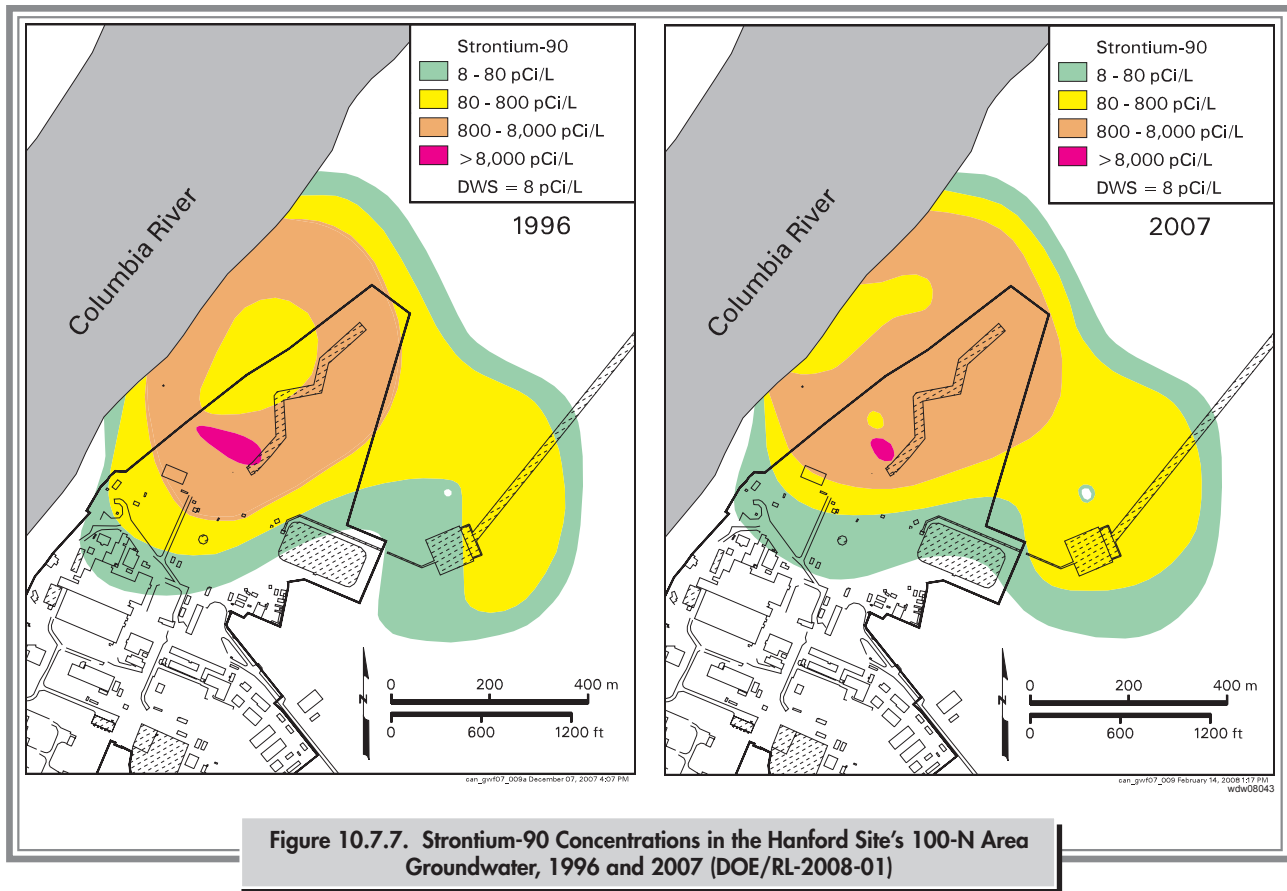 Strontium-90
8 - 80 pCi/L
80 - 800 pCi/L
800 - 8,000 pCi/L
>8,000 pCi/L
DWS = 8 pCi/L
1996
Columbia River
N
0 200 400 m
0 600 1200 ft
can_gwf07_009a December 07, 2007 4:07 PM
Strontium-90
8 - 80 pCi/L
80 - 800 pCi/L
800 - 8,000 pCi/L
>8,000 pCi/L
DWS = 8 pCi/L
2007
Columbia River
N
0 200 400 m
0 600 1200 ft
can_gwf07_009 February 14, 2008 1:17 PM
wdw08043
Figure 10.7.7. Strontium-90 Concentrations in the Hanford Site's 100-N Area
Groundwater, 1996 and 2007 (DOE/RL-2008-01)